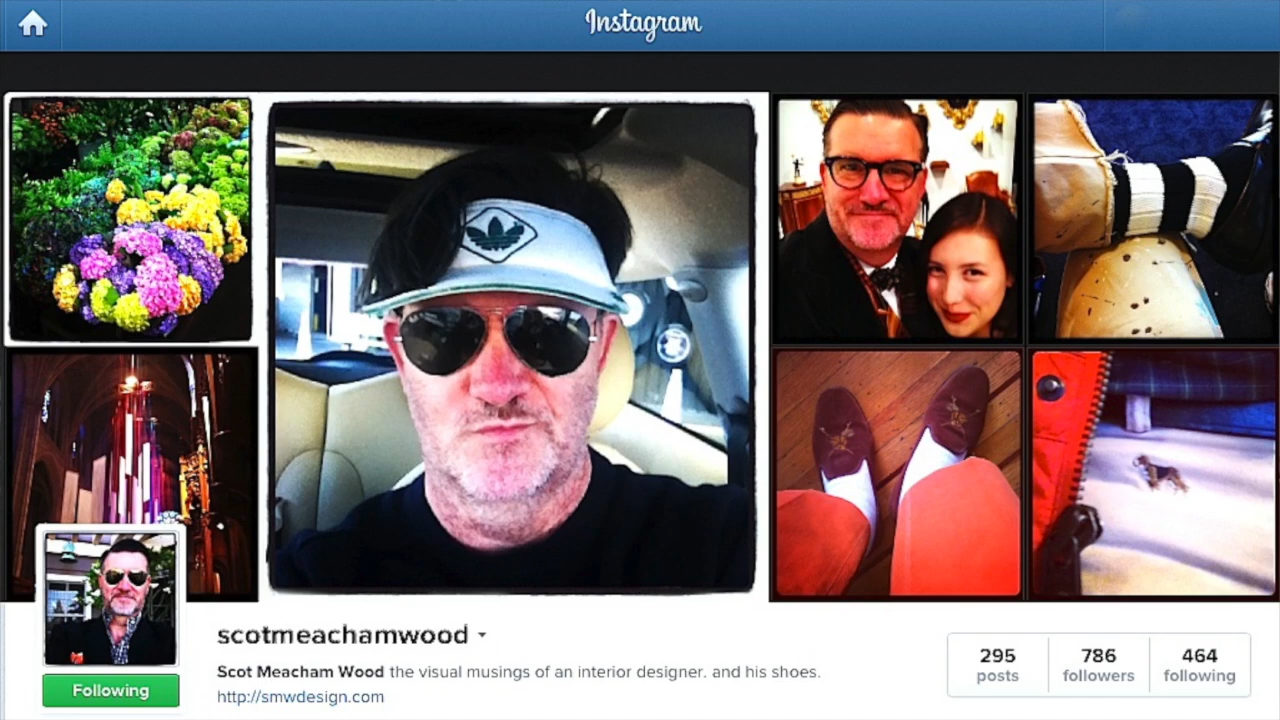 Instagram
scotmeachamwood
Scot Meacham Wood the visual musings of an interior designer. and his shoes.
http://smwdesign.com
Following
295
posts
786
followers
464
following